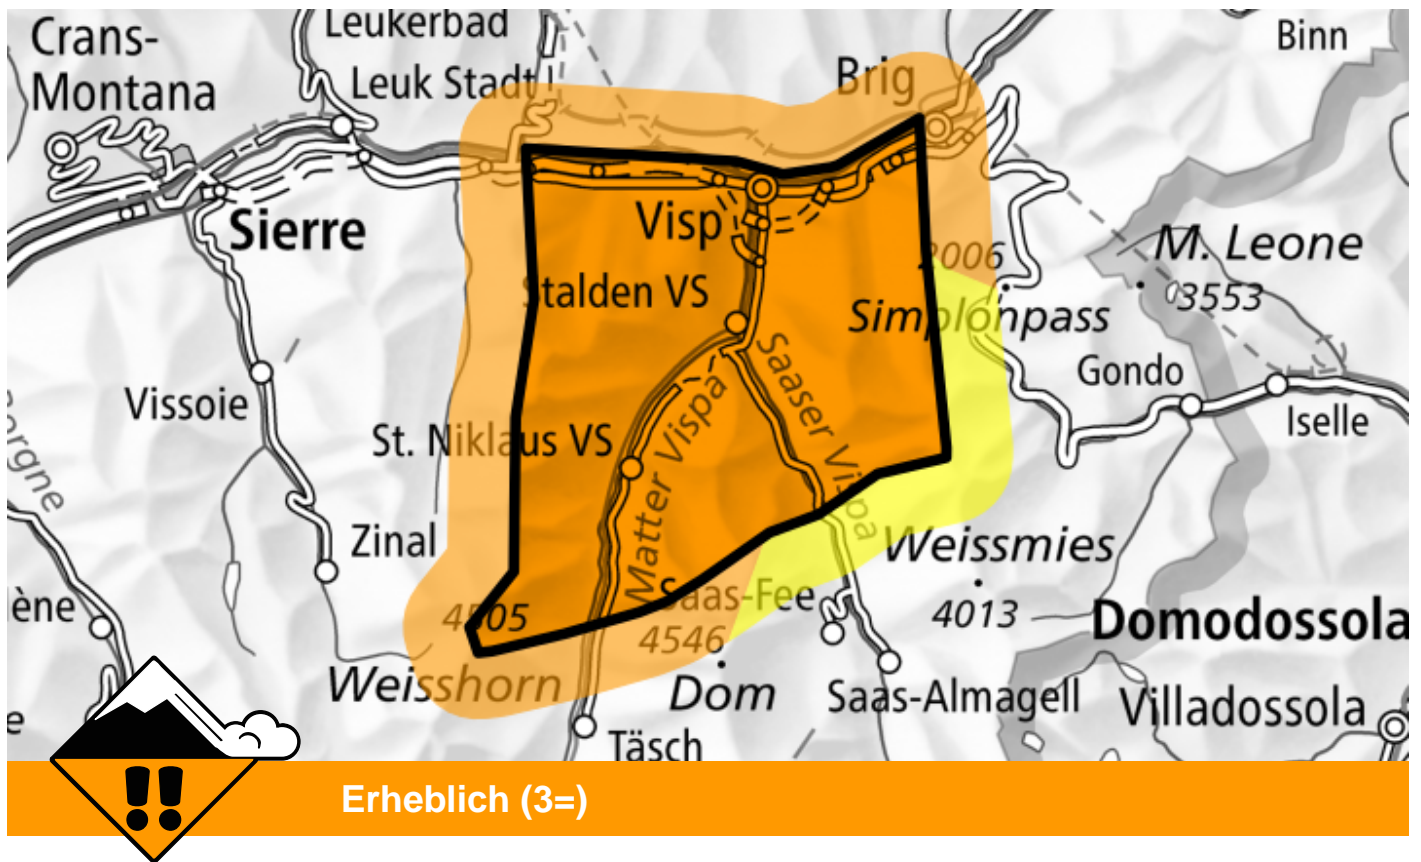 Crans-
Montana
Leukerbad
Leuk Stadt
Brig
Binn
Sierre
Visp
3006
M. Leone
3553
Stalden VS
Simplonpass
Gondo
Iselle
Vissoie
St. Niklaus VS
Matter Vispa
Saaser Vispa
Zinal
Weissmies
4013
Saas-Fee
4505
4546
Weisshorn
Dom
Domodossola
Saas-Almagell
Villadossola
Täsch
Erheblich (3=)